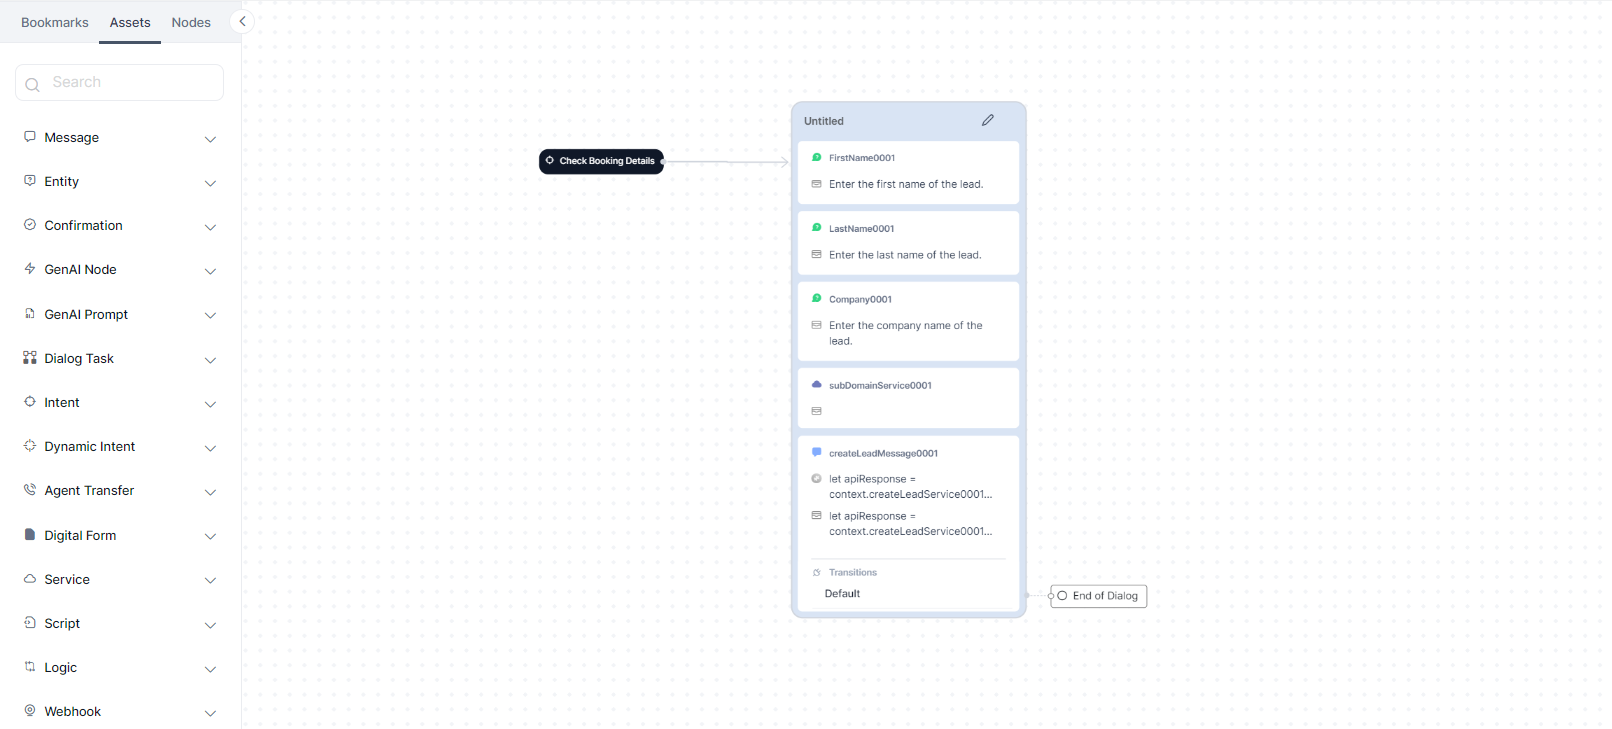 Bookmarks Assets Nodes
Search
Message
Entity
Confirmation
GenAI Node
GenAI Prompt
Dialog Task
Intent
Dynamic Intent
Agent Transfer
Digital Form
Service
Script
Logic
Webhook
Check Booking Details
Untitled
FirstName0001
Enter the first name of the lead.
LastName0001
Enter the last name of the lead.
Company0001
Enter the company name of the
lead.
subDomainService0001
createLeadMessage0001
let apiResponse =
context.createLeadService0001...
let apiResponse =
context.createLeadService0001...
Transitions
Default
End of Dialog